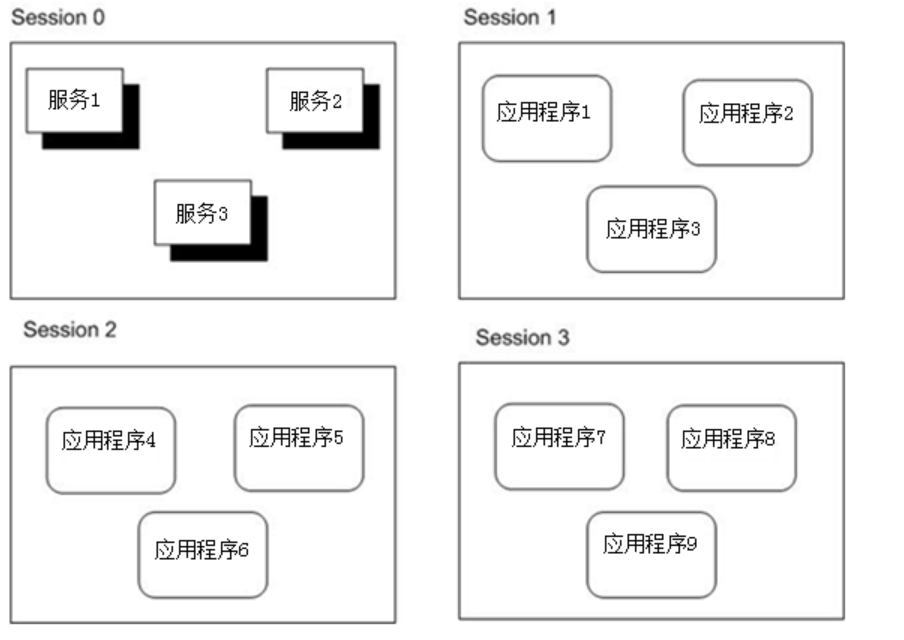 Session 0
服务1
服务2
服务3
Session 1
应用程序1
应用程序2
应用程序3
Session 2
应用程序4
应用程序5
应用程序6
Session 3
应用程序7
应用程序8
应用程序9